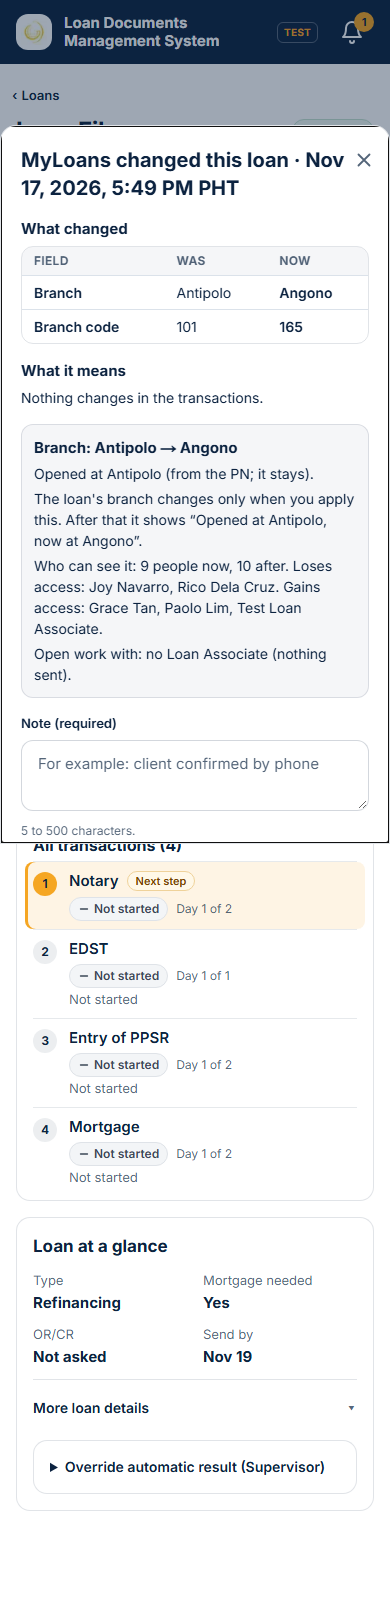 Loan Documents
Management System
TEST
1
‹ Loans
MyLoans changed this loan · Nov
17, 2026, 5:49 PM PHT
What changed
FIELD WAS NOW
Branch Antipolo Angono
Branch code 101 165
What it means
Nothing changes in the transactions.
Branch: Antipolo → Angono
Opened at Antipolo (from the PN; it stays).
The loan's branch changes only when you apply
this. After that it shows “Opened at Antipolo,
now at Angono”.
Who can see it: 9 people now, 10 after. Loses
access: Joy Navarro, Rico Dela Cruz. Gains
access: Grace Tan, Paolo Lim, Test Loan
Associate.
Open work with: no Loan Associate (nothing
sent).
Note (required)
For example: client confirmed by phone
5 to 500 characters.
All transactions (4)
1 Notary Next step
– Not started Day 1 of 2
2 EDST
– Not started Day 1 of 1
Not started
3 Entry of PPSR
– Not started Day 1 of 2
Not started
4 Mortgage
– Not started Day 1 of 2
Not started
Loan at a glance
Type Mortgage needed
Refinancing Yes
OR/CR Send by
Not asked Nov 19
More loan details ▾
▶ Override automatic result (Supervisor)